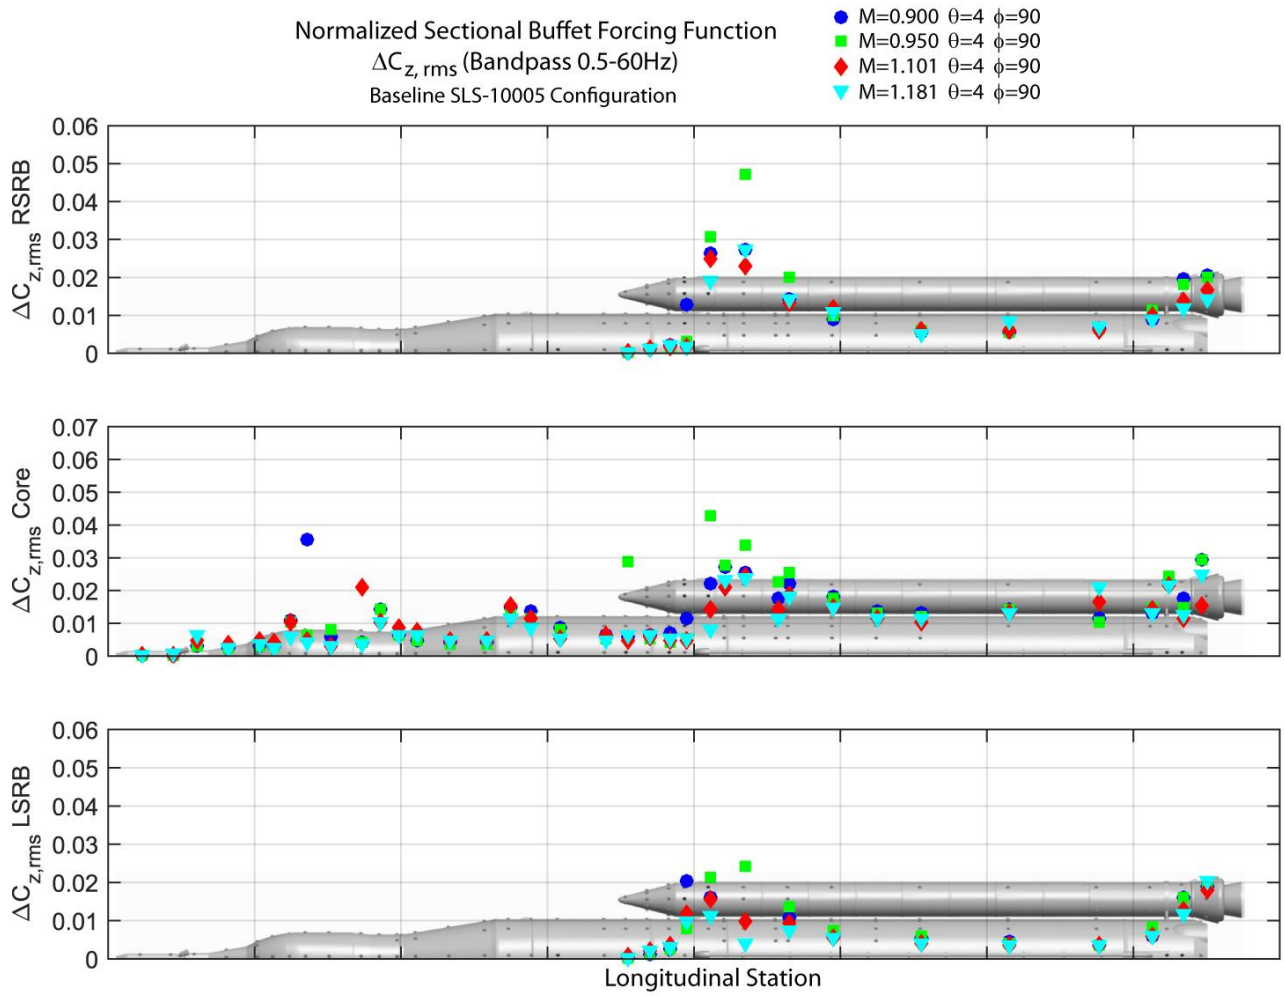 Normalized Sectional Buffet Forcing Function
ΔCz, rms (Bandpass 0.5-60Hz)
Baseline SLS-10005 Configuration
M=0.900 θ=4 ϕ=90
M=0.950 θ=4 ϕ=90
M=1.101 θ=4 ϕ=90
M=1.181 θ=4 ϕ=90
ΔCz,rms RSRB
0.06
0.05
0.04
0.03
0.02
0.01
0
ΔCz,rms Core
0.07
0.06
0.05
0.04
0.03
0.02
0.01
0
ΔCz,rms LSRB
0.06
0.05
0.04
0.03
0.02
0.01
0
Longitudinal Station